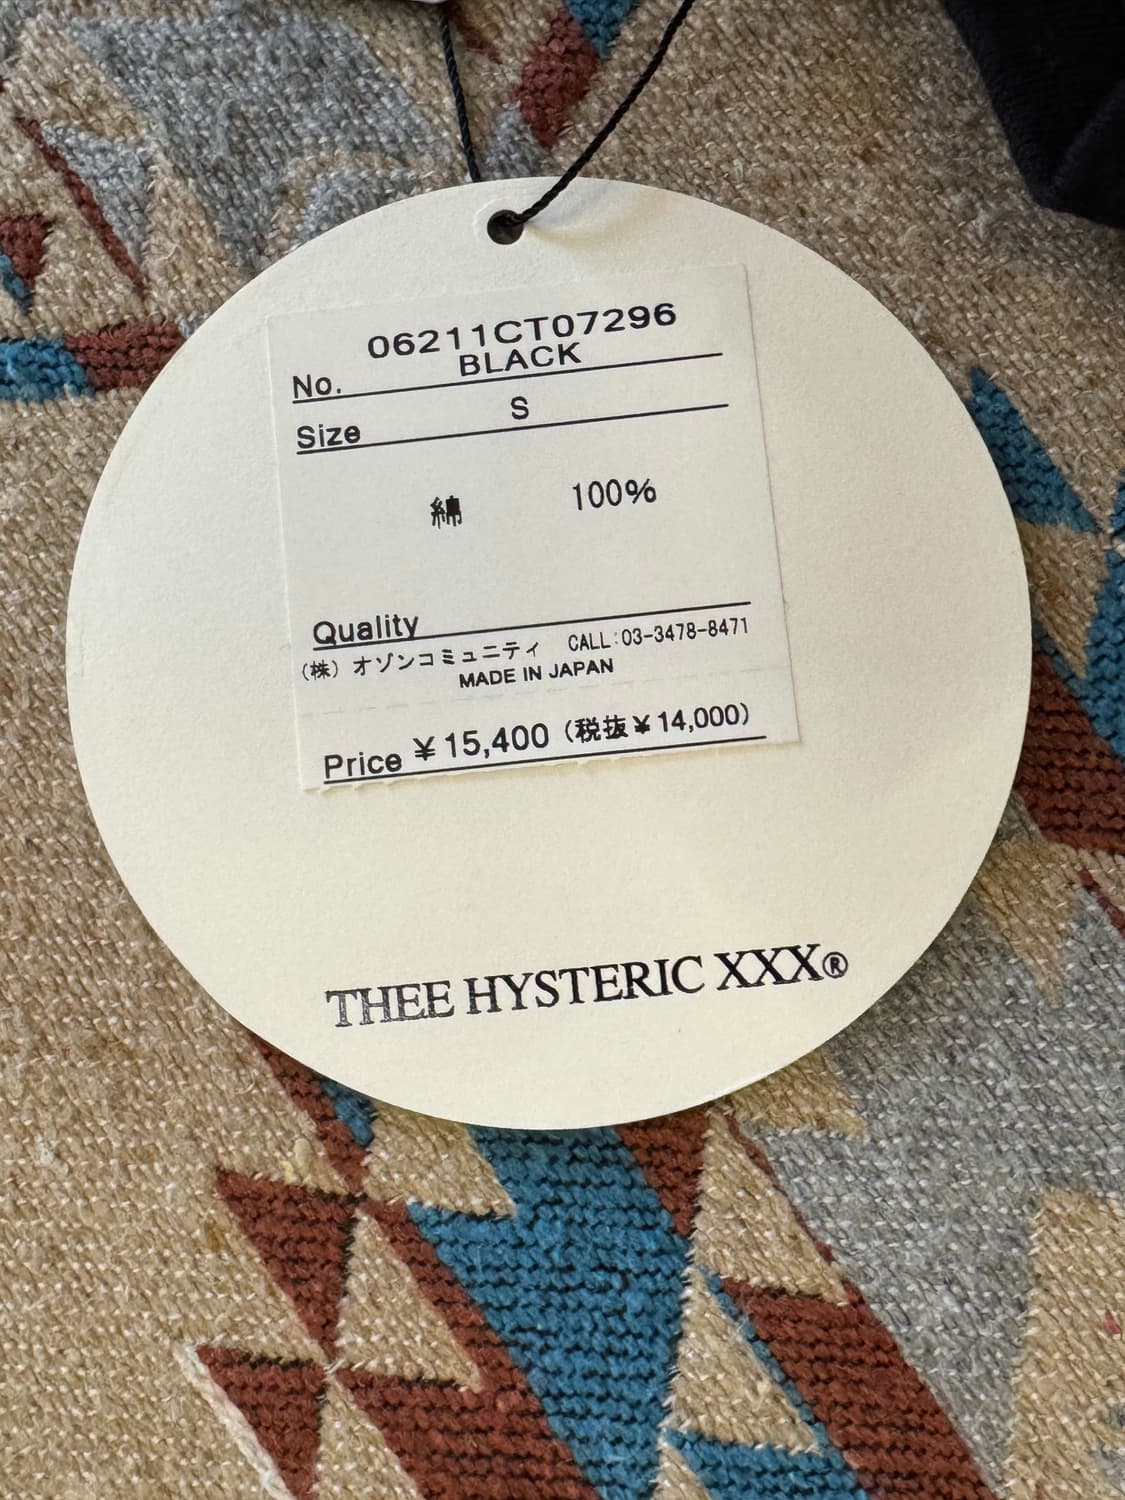 06211CT07296
BLACK
No.
Size S
綿 100%
Quality
(株) オゾンコミュニティ CALL:03-3478-8471
MADE IN JAPAN
Price ¥15,400 (税抜¥14,000)
THEE HYSTERIC XXX®